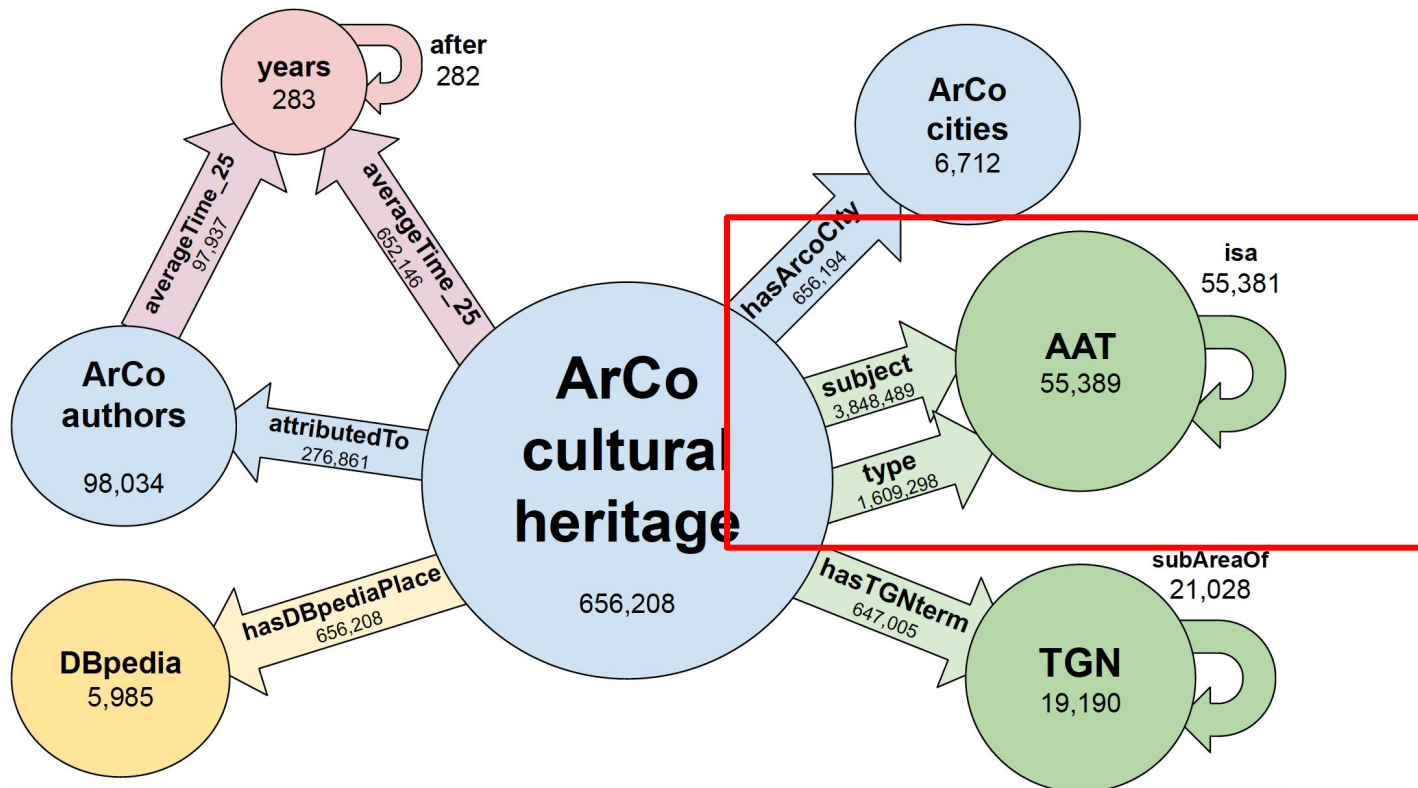 years
283
after
282
averageTime_25
97,937
averageTime_25
652,146
ArCo
cities
6,712
hasArcoCity
656,194
isa
55,381
AAT
55,389
subject
3,848,489
type
1,609,298
ArCo
cultural
heritage
656,208
ArCo
authors
98,034
attributedTo
276,861
hasDBpediaPlace
656,208
DBpedia
5,985
hasTGNterm
647,005
subAreaOf
21,028
TGN
19,190